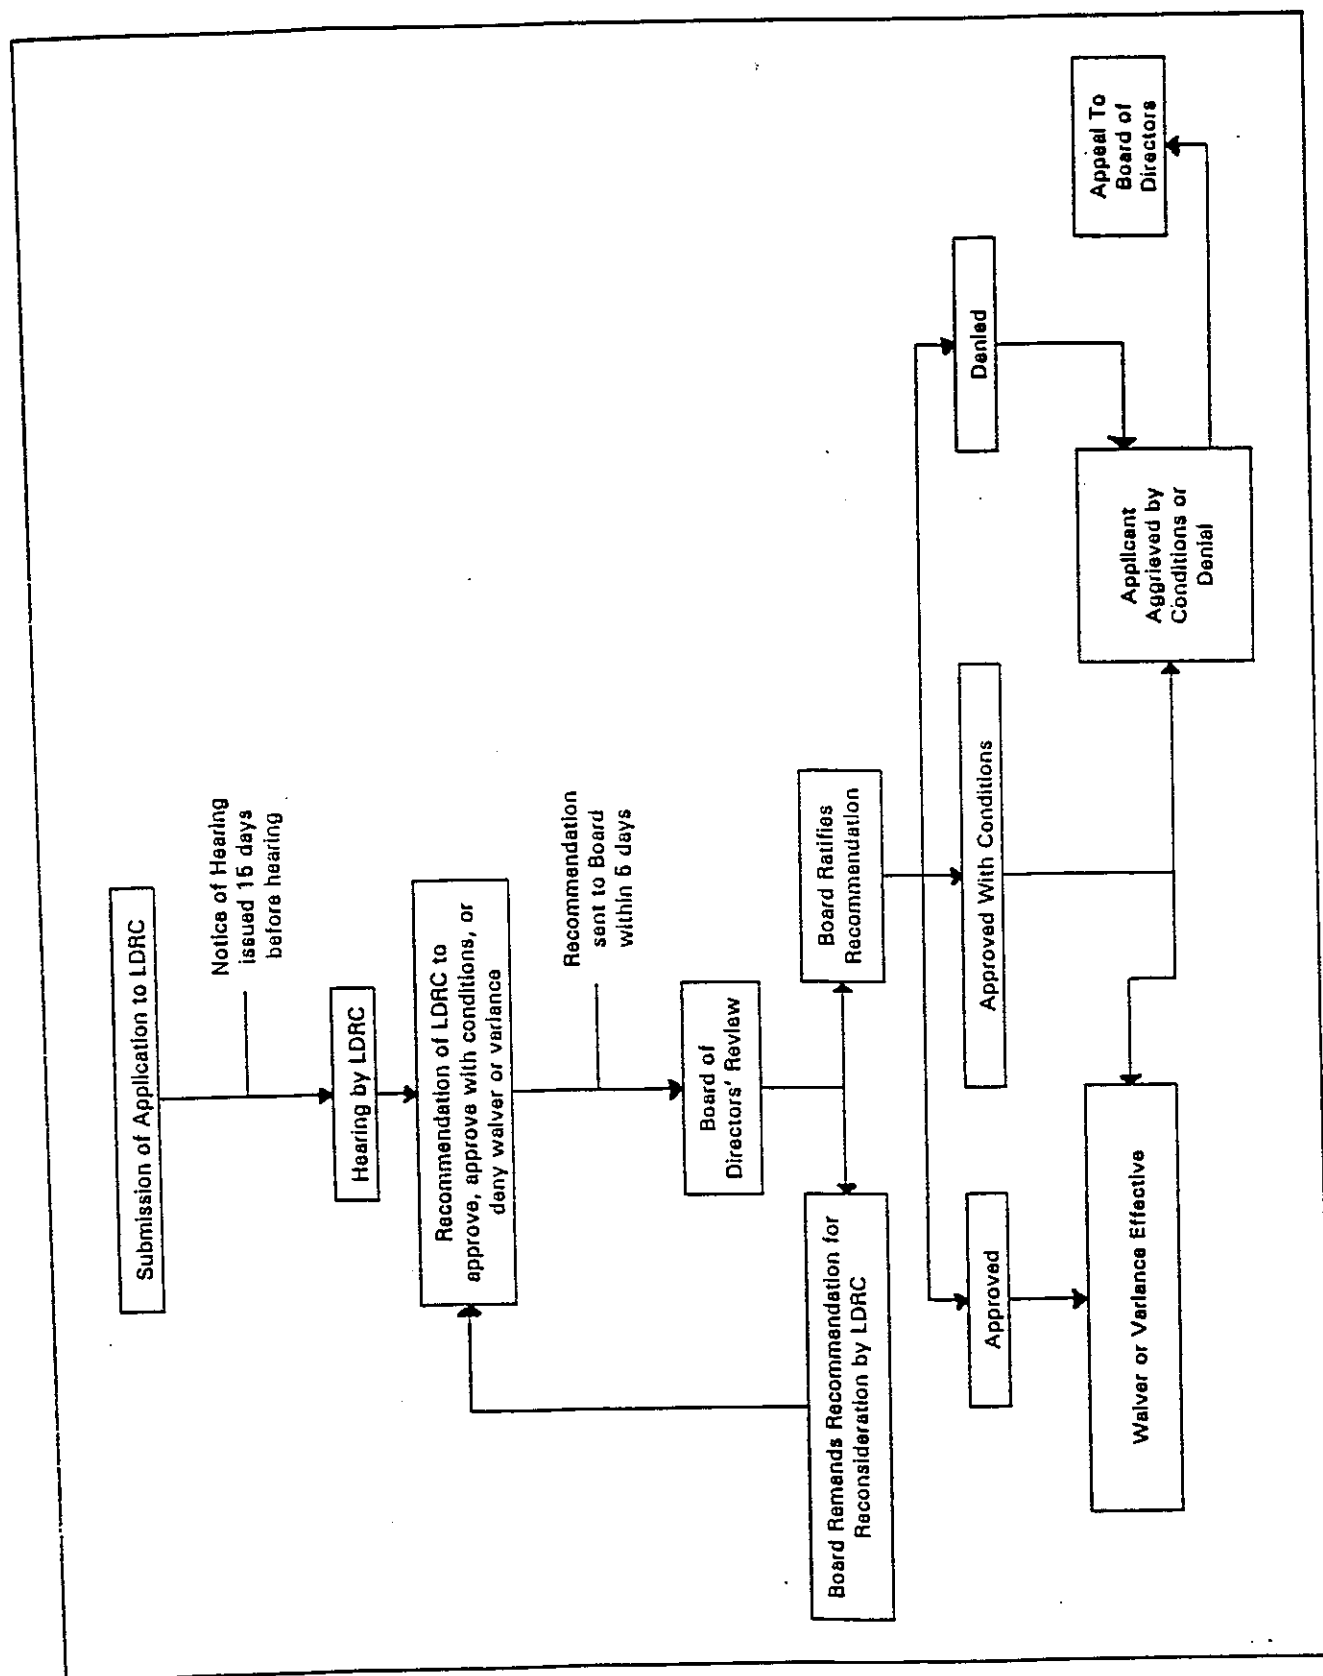 Submission of Application to LDRC
Notice of Hearing
issued 15 days
before hearing
Hearing by LDRC
Recommendation of LDRC to
approve, approve with conditions, or
deny waiver or variance
Recommendation
sent to Board
within 5 days
Board of
Directors' Review
Board Remands Recommendation for
Reconsideration by LDRC
Board Ratifies
Recommendation
Approved
Approved With Conditions
Denied
Waiver or Variance Effective
Applicant
Aggrieved by
Conditions or
Denial
Appeal To
Board of
Directors